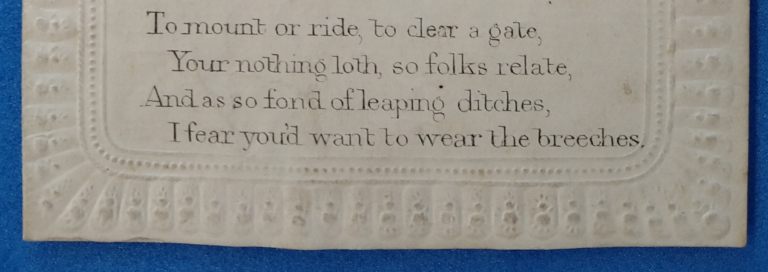 To mount or ride, to clear a gate,
Your nothing loth, so folks relate,
And as so fond of leaping ditches,
I fear you'd want to wear the breeches.